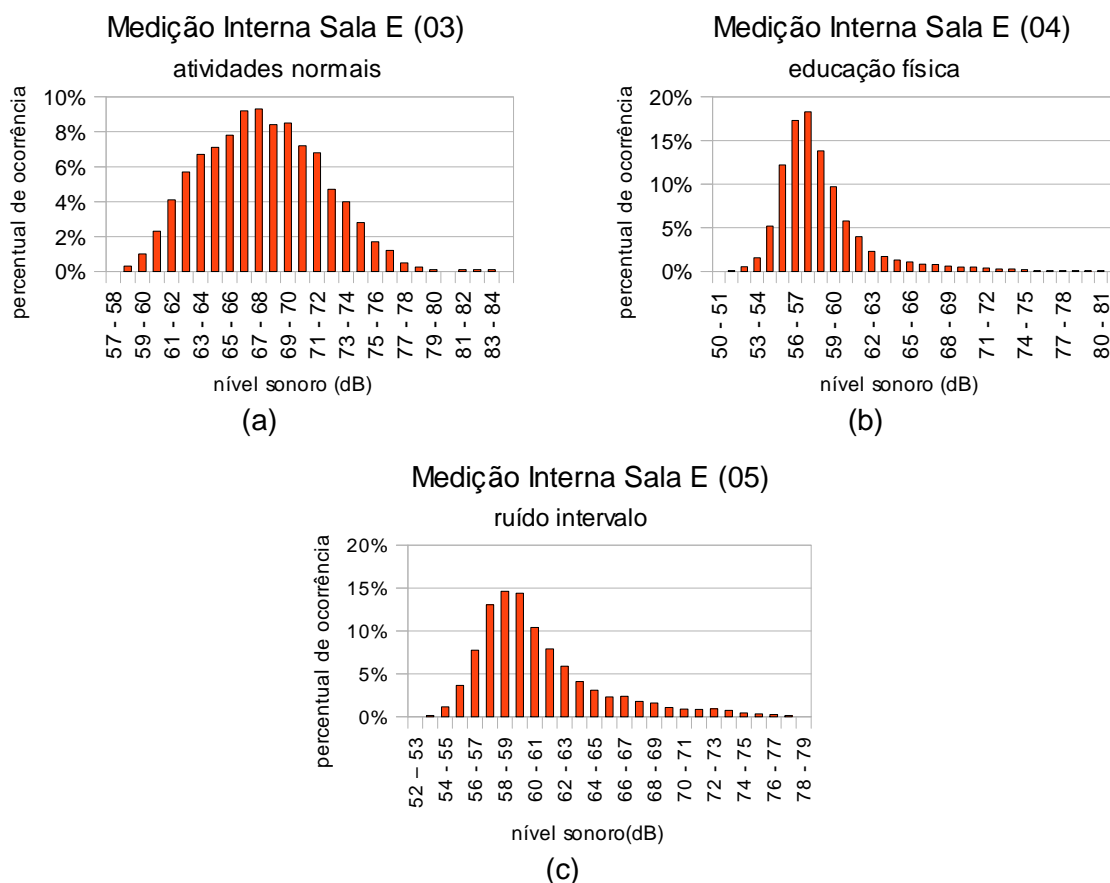 Medição Interna Sala E (03)
atividades normais
percentual de ocorrência
10%
8%
6%
4%
2%
0%
57 - 58
59 - 60
61 - 62
63 - 64
65 - 66
67 - 68
69 - 70
71 - 72
73 - 74
75 - 76
77 - 78
79 - 80
81 - 82
83 - 84
nível sonoro (dB)
(a)
Medição Interna Sala E (04)
educação física
percentual de ocorrência
20%
15%
10%
5%
0%
50 - 51
53 - 54
56 - 57
59 - 60
62 - 63
65 - 66
68 - 69
71 - 72
74 - 75
77 - 78
80 - 81
nível sonoro (dB)
(b)
Medição Interna Sala E (05)
ruído intervalo
percentual de ocorrência
20%
15%
10%
5%
0%
52 – 53
54 - 55
56 - 57
58 - 59
60 - 61
62 - 63
64 - 65
66 - 67
68 - 69
70 - 71
72 - 73
74 - 75
76 - 77
78 - 79
nível sonoro(dB)
(c)